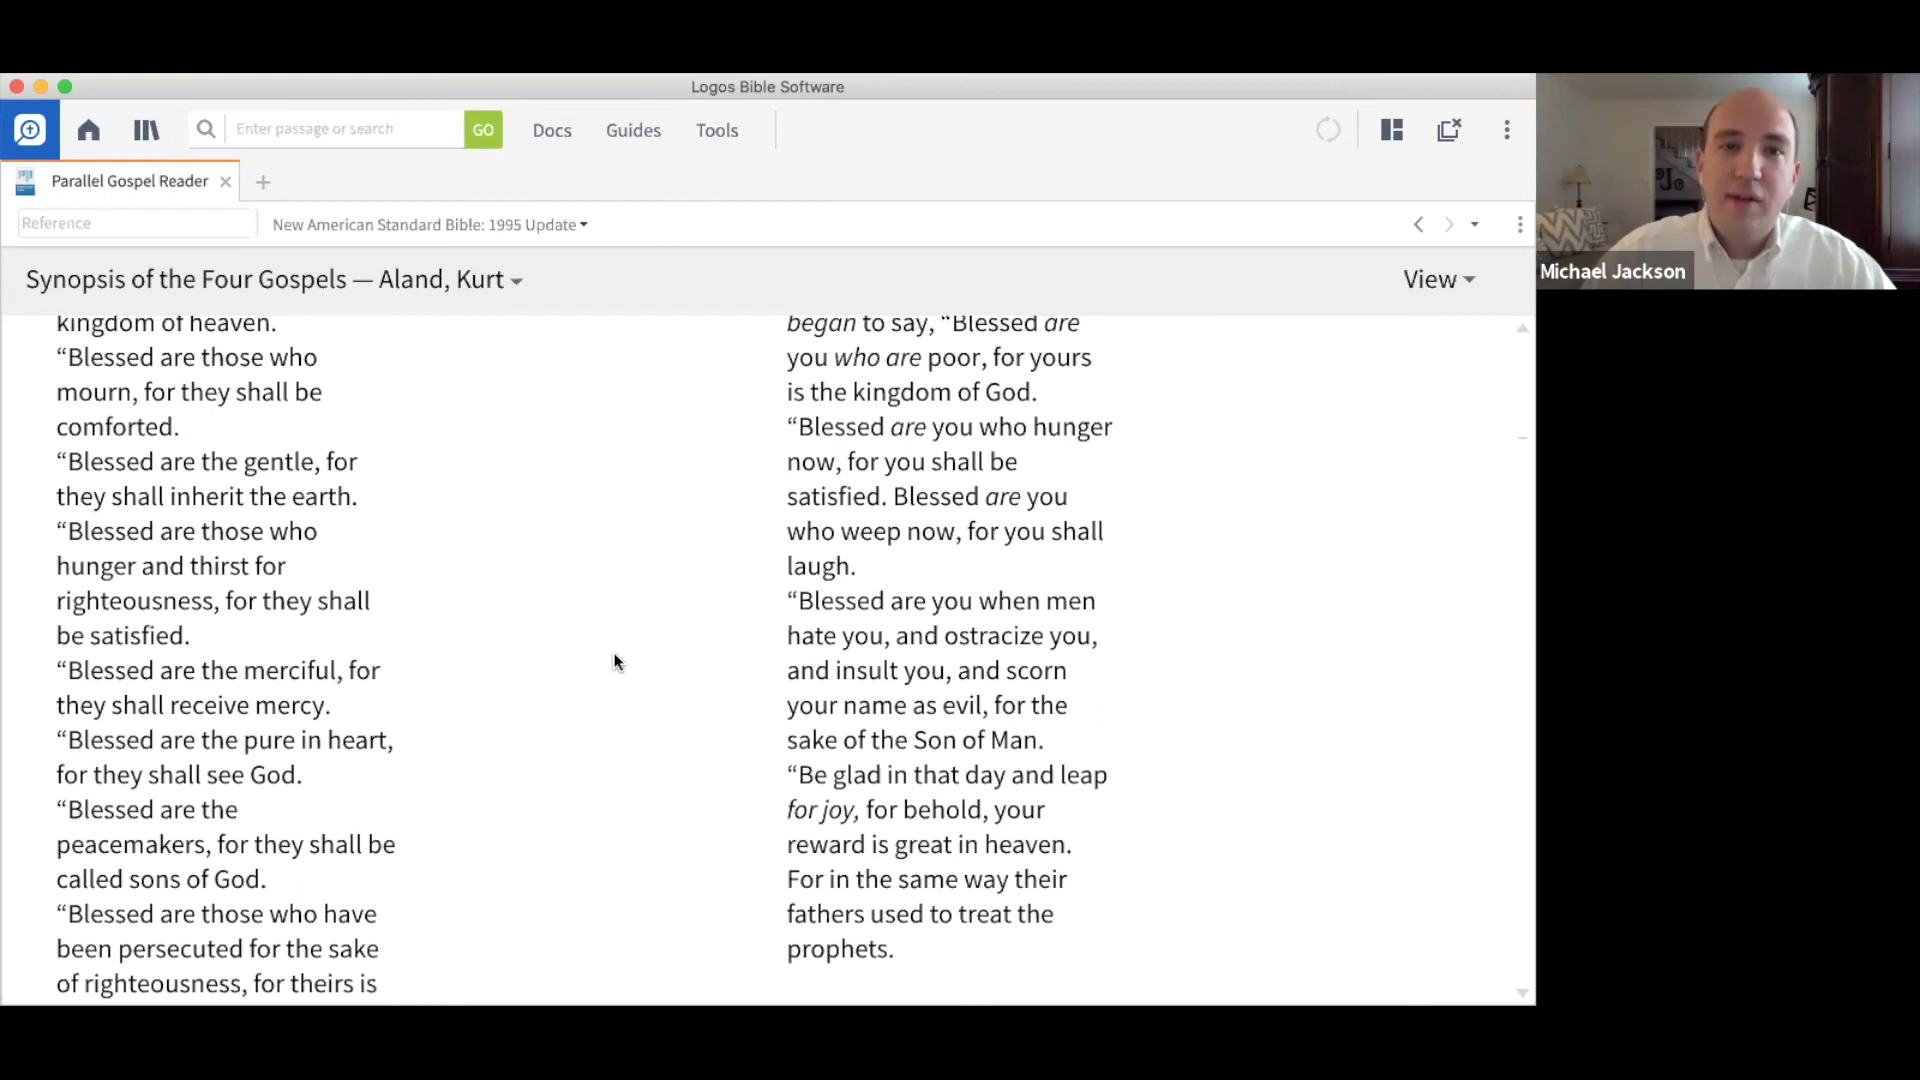 Logos Bible Software
Enter passage or search
GO
Docs
Guides
Tools
Parallel Gospel Reader
Reference
New American Standard Bible: 1995 Update
Synopsis of the Four Gospels — Aland, Kurt
View
Michael Jackson
kingdom of heaven.
“Blessed are those who
mourn, for they shall be
comforted.
“Blessed are the gentle, for
they shall inherit the earth.
“Blessed are those who
hunger and thirst for
righteousness, for they shall
be satisfied.
“Blessed are the merciful, for
they shall receive mercy.
“Blessed are the pure in heart,
for they shall see God.
“Blessed are the
peacemakers, for they shall be
called sons of God.
“Blessed are those who have
been persecuted for the sake
of righteousness, for theirs is
began to say, “Blessed are
you who are poor, for yours
is the kingdom of God.
“Blessed are you who hunger
now, for you shall be
satisfied. Blessed are you
who weep now, for you shall
laugh.
“Blessed are you when men
hate you, and ostracize you,
and insult you, and scorn
your name as evil, for the
sake of the Son of Man.
“Be glad in that day and leap
for joy, for behold, your
reward is great in heaven.
For in the same way their
fathers used to treat the
prophets.